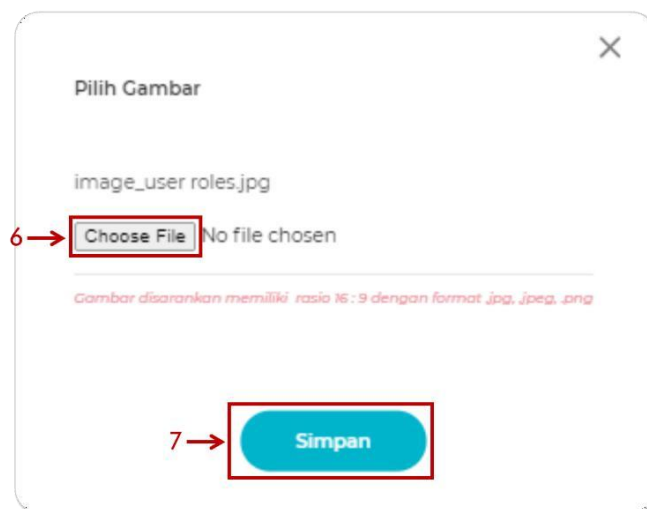 Pilih Gambar
image_user roles.jpg
6 Choose File No file chosen
Gambar disarankan memiliki rasio 16 : 9 dengan format .jpg, .jpeg, .png
7 Simpan